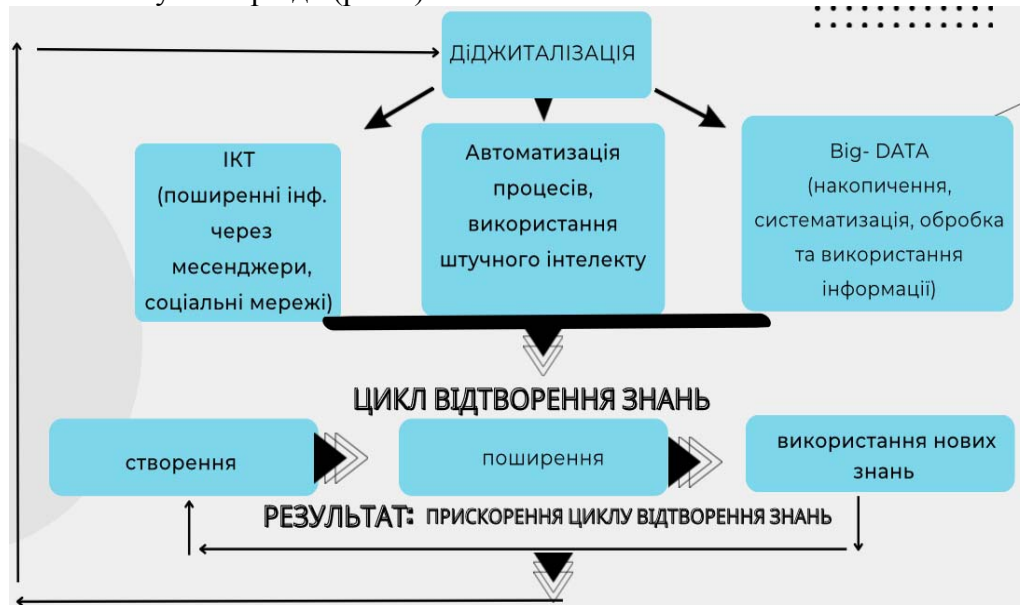 ДіДЖИТАЛІЗАЦІЯ
ІКТ
(поширенні інф.
через
месенджери,
соціальні мережі)
Автоматизація
процесів,
використання
штучного інтелекту
Big- DATA
(накопичення,
систематизація, обробка
та використання
інформації)
ЦИКЛ ВІДТВОРЕННЯ ЗНАНЬ
створення
поширення
використання нових
знань
РЕЗУЛЬТАТ: ПРИСКОРЕННЯ ЦИКЛУ ВІДТВОРЕННЯ ЗНАНЬ